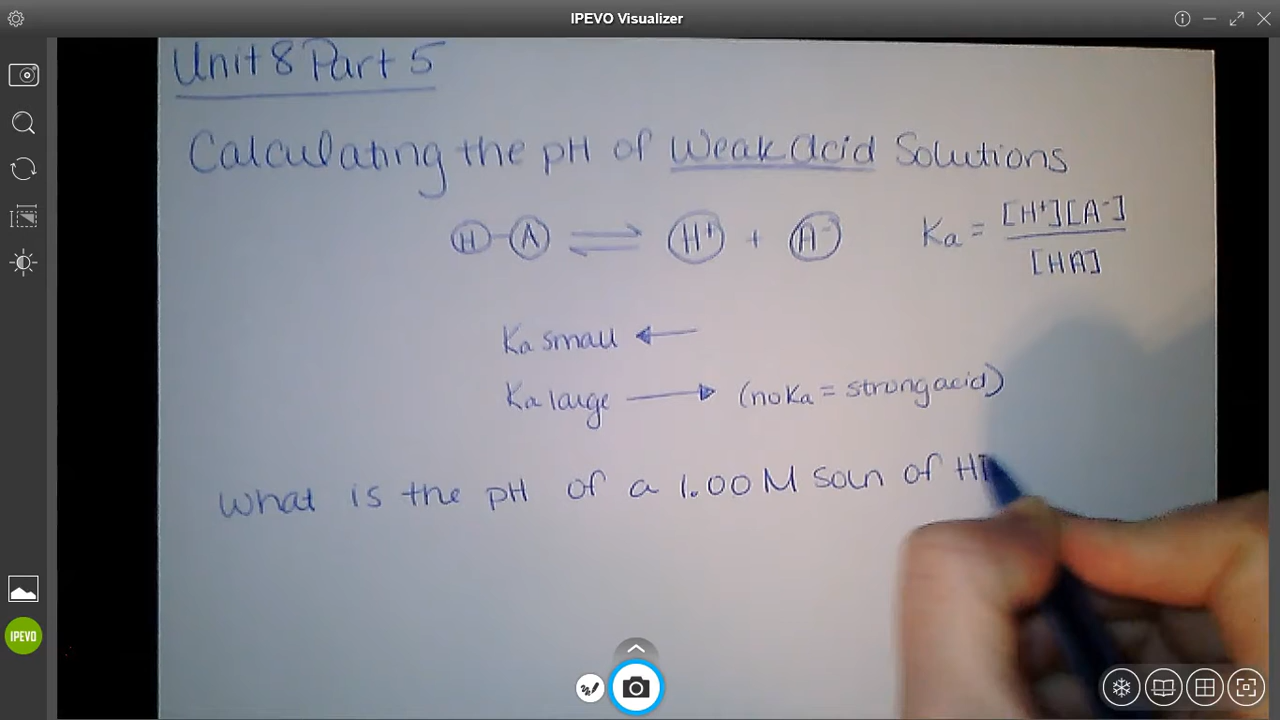 IPEVO Visualizer
Unit 8 Part 5
Calculating the pH of Weak Acid Solutions
H-A ⇌ H⁺ + A⁻ Ka = [H⁺][A⁻] / [HA]
Ka small ←
Ka large → (no Ka = strong acid)
What is the pH of a 1.00 M soln of
IPEVO